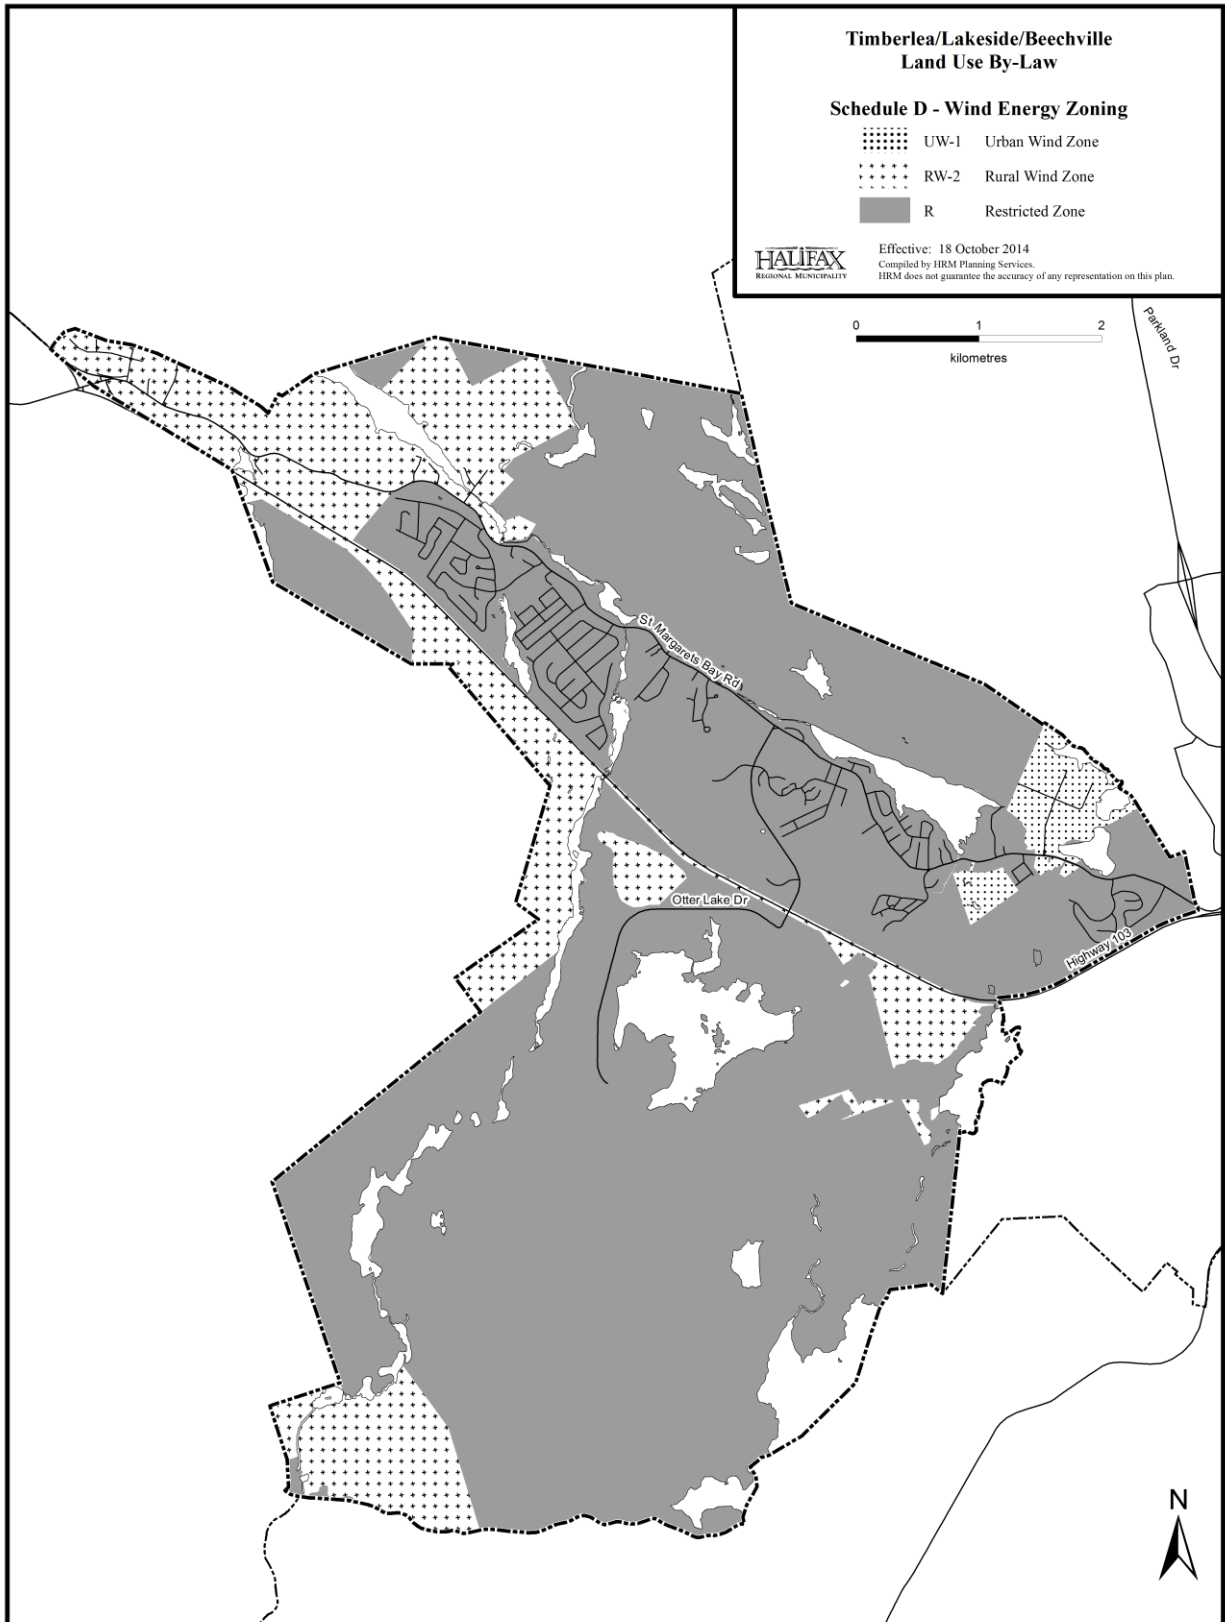 Timberlea/Lakeside/Beechville
Land Use By-Law
Schedule D - Wind Energy Zoning
UW-1 Urban Wind Zone
RW-2 Rural Wind Zone
R Restricted Zone
HALIFAX
REGIONAL MUNICIPALITY
Effective: 18 October 2014
Compiled by HRM Planning Services.
HRM does not guarantee the accuracy of any representation on this plan.
0 1 2
kilometres
Parkland Dr
St Margarets Bay Rd
Otter Lake Dr
Highway 103
N